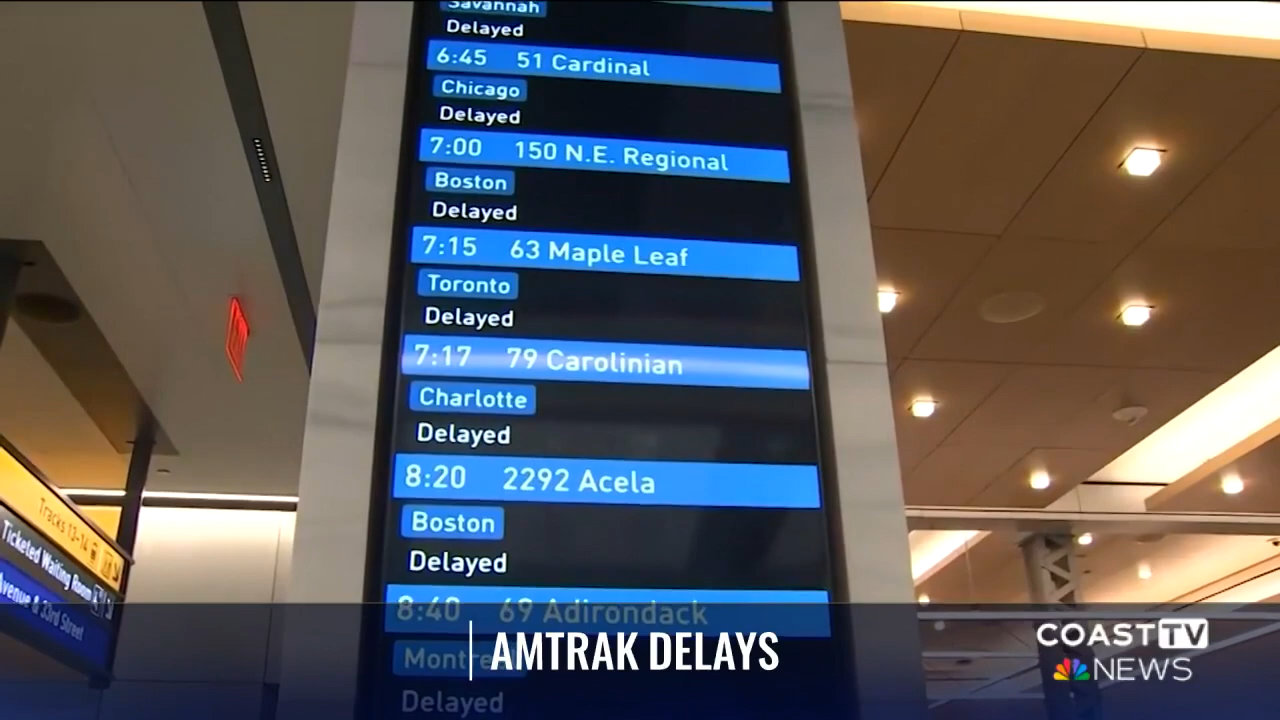 Savannah
Delayed
6:45 51 Cardinal
Chicago
Delayed
7:00 150 N.E. Regional
Boston
Delayed
7:15 63 Maple Leaf
Toronto
Delayed
7:17 79 Carolinian
Charlotte
Delayed
8:20 2292 Acela
Boston
Delayed
8:40 69 Adirondack
Montre
Delayed
Tracks 13-14
Ticketed Waiting Room
Avenue & 33rd Street
AMTRAK DELAYS
COAST TV
NEWS